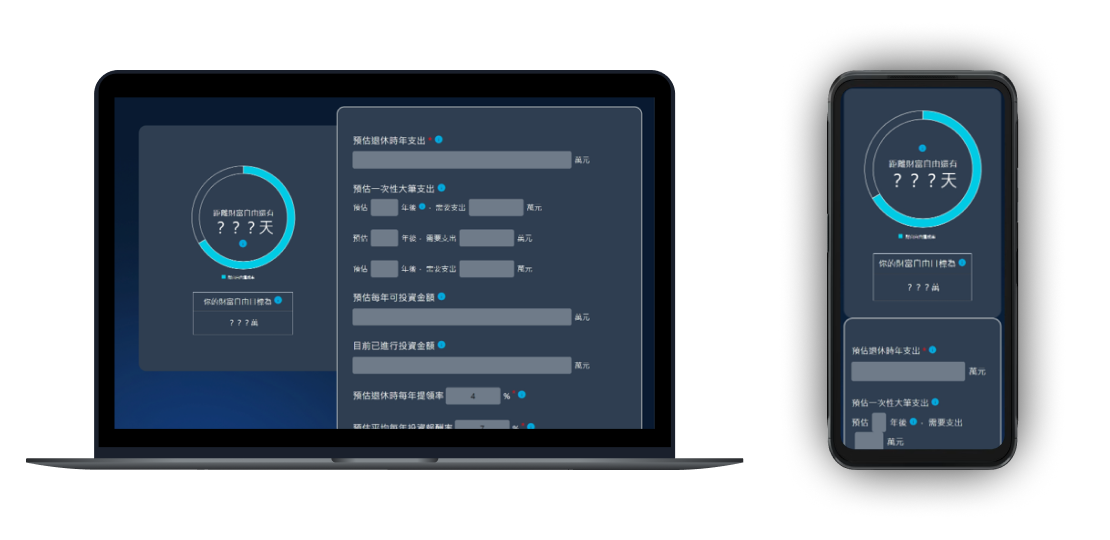 距離財富自由還有
？？？天
你的財富自由目標為
？？？萬
預估退休時年支出 *
萬元
預估一次性大筆支出
預估 年後 - 需要支出 萬元
預估 年後 - 需要支出 萬元
預估 年後 - 需要支出 萬元
預估每年可投資金額
萬元
目前已進行投資金額
萬元
預估退休時每年提領率 4 % *
預估平均每年投資報酬率 7 % *
距離財富自由還有
？？？天
你的財富自由目標為
？？？萬
預估退休時年支出 *
萬元
預估一次性大筆支出
預估 年後 - 需要支出
萬元